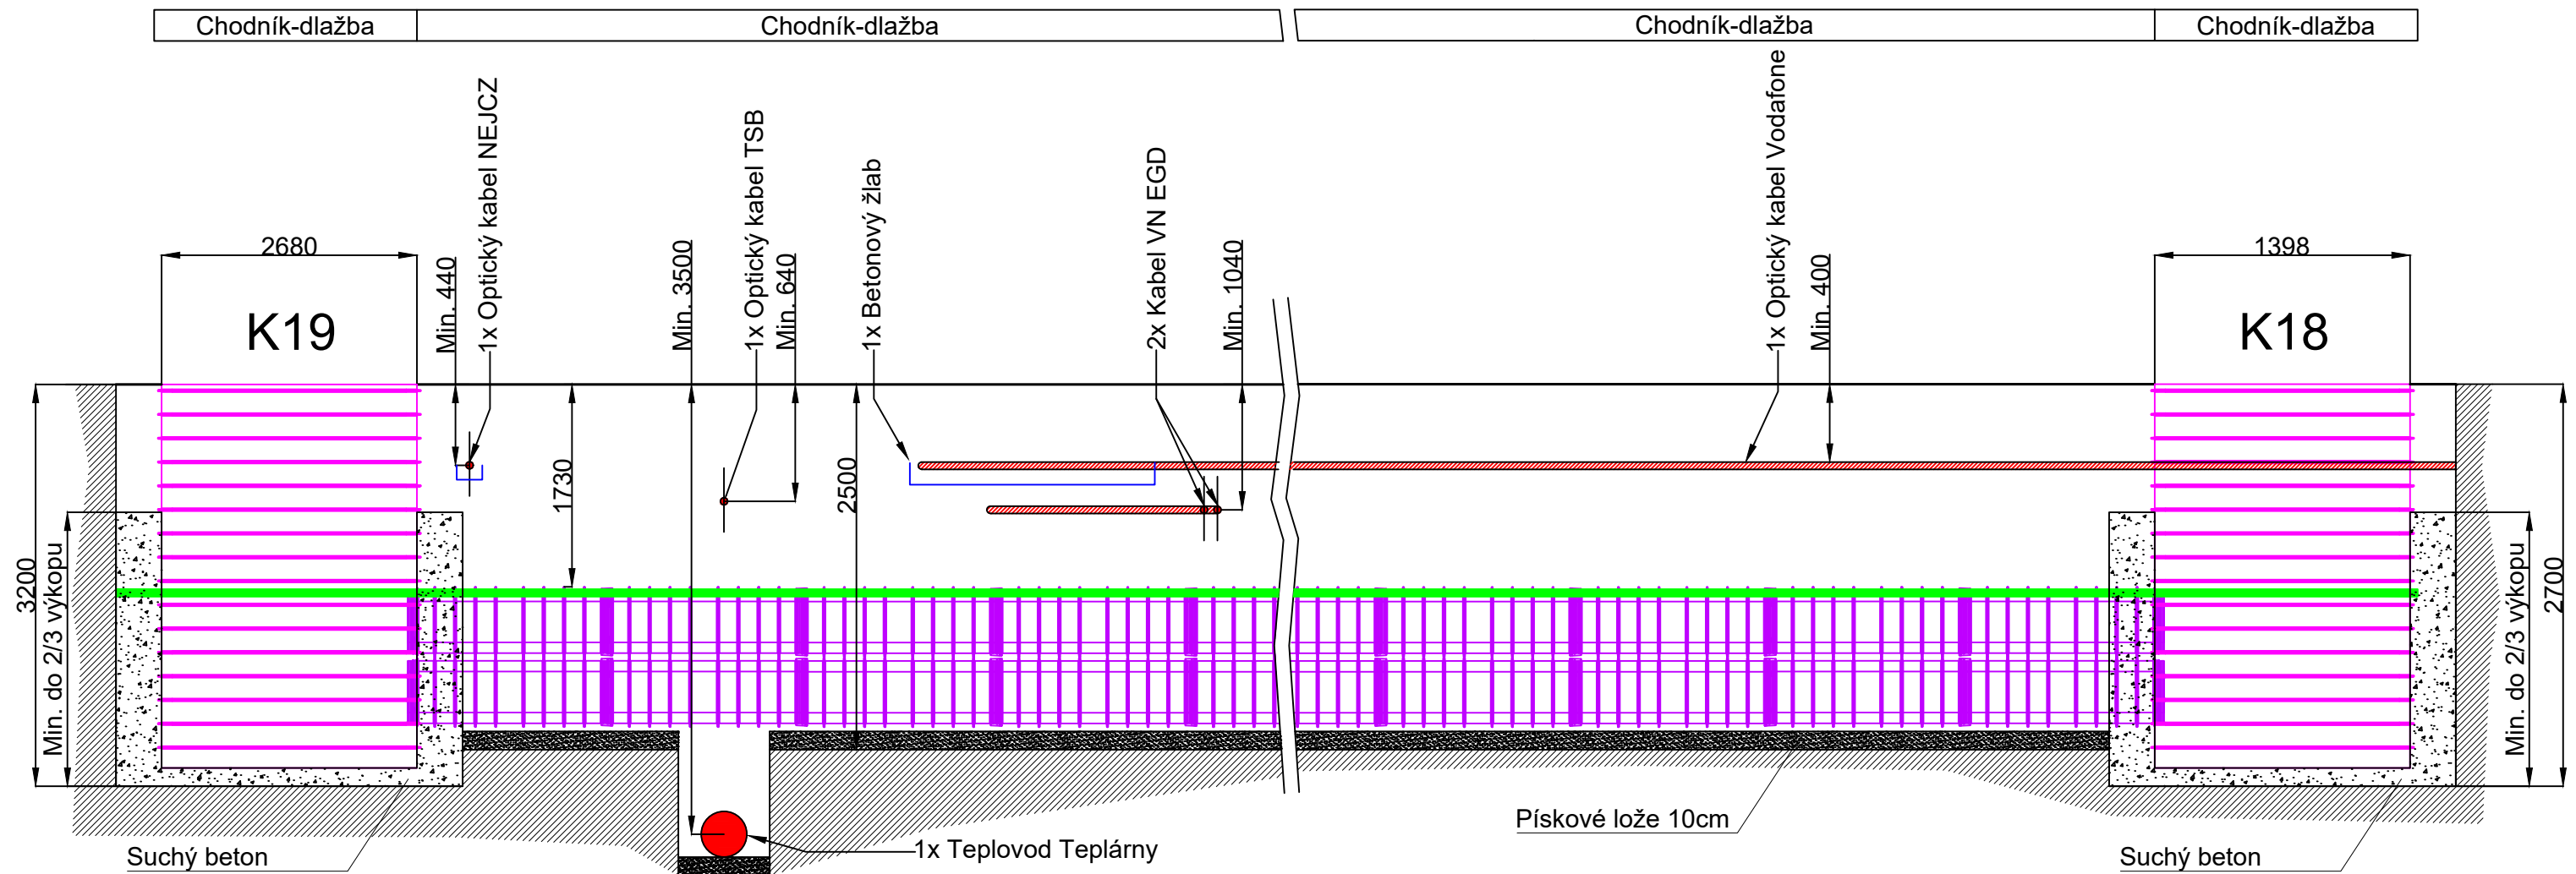 Chodník-dlažba
Chodník-dlažba
Chodník-dlažba
Chodník-dlažba
2680
K19
Min. 440
1x Optický kabel NEJCZ
Min. 3500
1x Optický kabel TSB
Min. 640
1x Betonový žlab
2x Kabel VN EGD
Min. 1040
1x Optický kabel Vodafone
Min. 400
1398
K18
3200
Min. do 2/3 výkopu
1730
2500
Min. do 2/3 výkopu
2700
Suchý beton
1x Teplovod Teplárny
Pískové lože 10cm
Suchý beton